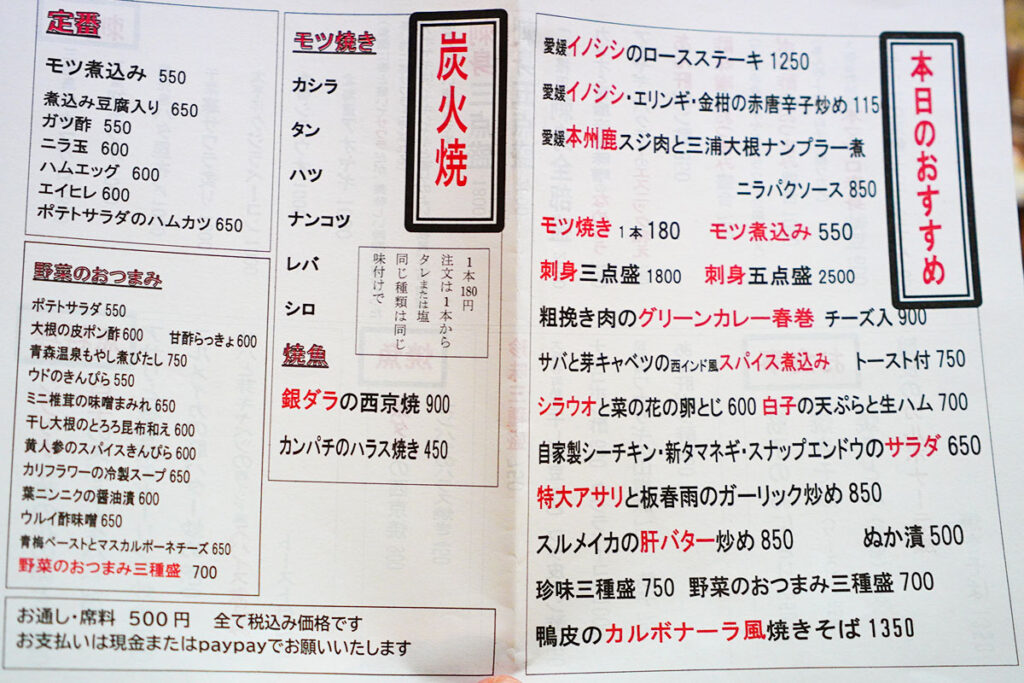 定番
モツ煮込み 550
煮込み豆腐入り 650
ガツ酢 550
ニラ玉 600
ハムエッグ 600
エイヒレ 600
ポテトサラダのハムカツ 650
野菜のおつまみ
ポテトサラダ 550
大根の皮ポン酢 600 甘酢らっきょ 600
青森温泉もやし煮びたし 750
ウドのきんぴら 550
ミニ椎茸の味噌まみれ 650
干し大根のとろろ昆布和え 600
黄人参のスパイスきんぴら 600
カリフラワーの冷製スープ 650
葉ニンニクの醤油漬 600
ウルイ酢味噌 650
青梅ペーストとマスカルポーネチーズ 650
野菜のおつまみ三種盛 700
お通し・席料 500円 全て税込み価格です
お支払いは現金またはpaypayでお願いいたします
炭火焼
モツ焼き
カシラ
タン
ハツ
ナンコツ
レバ
シロ
1本180円
注文は1本から
タレまたは塩
同じ種類は同じ
味付けで
焼魚
銀ダラの西京焼 900
カンパチのハラス焼き 450
本日のおすすめ
愛媛イノシシのロースステーキ 1250
愛媛イノシシ・エリンギ・金柑の赤唐辛子炒め 115
愛媛本州鹿スジ肉と三浦大根ナンプラー煮
ニラパクソース 850
モツ焼き 1本 180 モツ煮込み 550
刺身三点盛 1800 刺身五点盛 2500
粗挽き肉のグリーンカレー春巻 チーズ入 900
サバと芽キャベツの西インド風スパイス煮込み トースト付 750
シラウオと菜の花の卵とじ 600 白子の天ぷらと生ハム 700
自家製シーチキン・新タマネギ・スナップエンドウのサラダ 650
特大アサリと板春雨のガーリック炒め 850
スルメイカの肝バター炒め 850 ぬか漬 500
珍味三種盛 750 野菜のおつまみ三種盛 700
鴨皮のカルボナーラ風焼きそば 1350